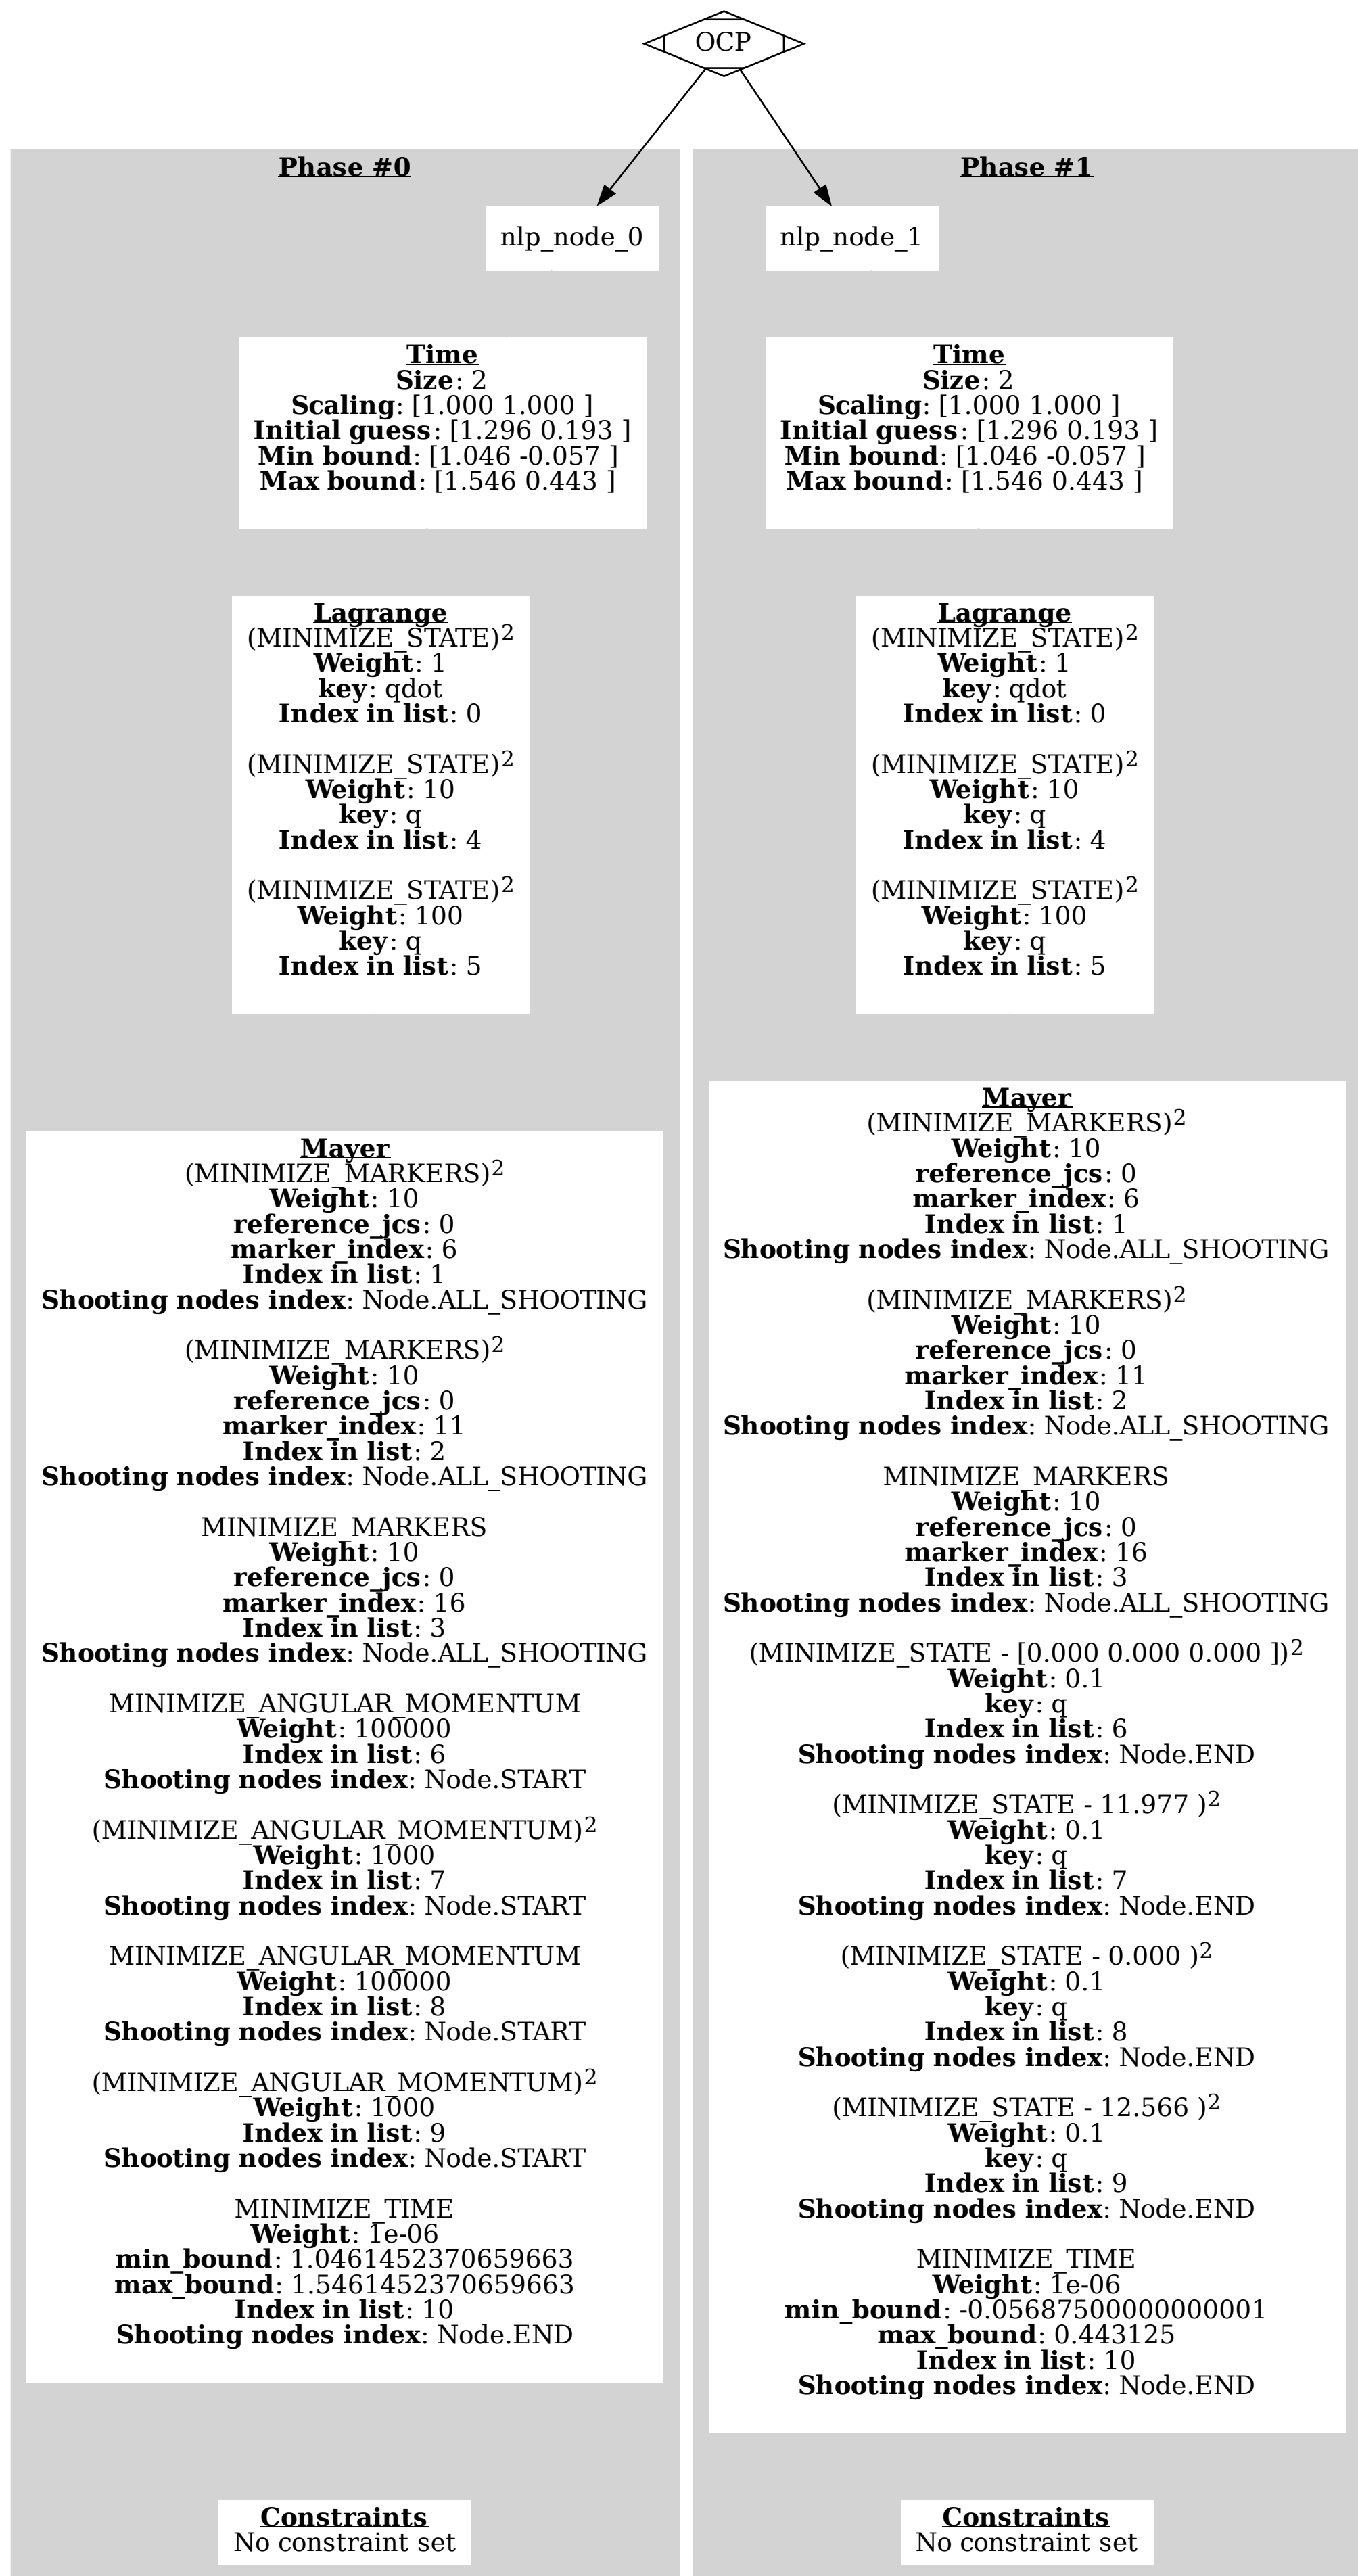 OCP
Phase #0
nlp_node_0
Time
Size: 2
Scaling: [1.000 1.000 ]
Initial guess: [1.296 0.193 ]
Min bound: [1.046 -0.057 ]
Max bound: [1.546 0.443 ]
Lagrange
(MINIMIZE_STATE)2
Weight: 1
key: qdot
Index in list: 0
(MINIMIZE_STATE)2
Weight: 10
key: q
Index in list: 4
(MINIMIZE_STATE)2
Weight: 100
key: q
Index in list: 5
Mayer
(MINIMIZE_MARKERS)2
Weight: 10
reference_jcs: 0
marker_index: 6
Index in list: 1
Shooting nodes index: Node.ALL_SHOOTING
(MINIMIZE_MARKERS)2
Weight: 10
reference_jcs: 0
marker_index: 11
Index in list: 2
Shooting nodes index: Node.ALL_SHOOTING
MINIMIZE_MARKERS
Weight: 10
reference_jcs: 0
marker_index: 16
Index in list: 3
Shooting nodes index: Node.ALL_SHOOTING
MINIMIZE_ANGULAR_MOMENTUM
Weight: 100000
Index in list: 6
Shooting nodes index: Node.START
(MINIMIZE_ANGULAR_MOMENTUM)2
Weight: 1000
Index in list: 7
Shooting nodes index: Node.START
MINIMIZE_ANGULAR_MOMENTUM
Weight: 100000
Index in list: 8
Shooting nodes index: Node.START
(MINIMIZE_ANGULAR_MOMENTUM)2
Weight: 1000
Index in list: 9
Shooting nodes index: Node.START
MINIMIZE_TIME
Weight: 1e-06
min_bound: 1.0461452370659663
max_bound: 1.5461452370659663
Index in list: 10
Shooting nodes index: Node.END
Constraints
No constraint set
Phase #1
nlp_node_1
Time
Size: 2
Scaling: [1.000 1.000 ]
Initial guess: [1.296 0.193 ]
Min bound: [1.046 -0.057 ]
Max bound: [1.546 0.443 ]
Lagrange
(MINIMIZE_STATE)2
Weight: 1
key: qdot
Index in list: 0
(MINIMIZE_STATE)2
Weight: 10
key: q
Index in list: 4
(MINIMIZE_STATE)2
Weight: 100
key: q
Index in list: 5
Mayer
(MINIMIZE_MARKERS)2
Weight: 10
reference_jcs: 0
marker_index: 6
Index in list: 1
Shooting nodes index: Node.ALL_SHOOTING
(MINIMIZE_MARKERS)2
Weight: 10
reference_jcs: 0
marker_index: 11
Index in list: 2
Shooting nodes index: Node.ALL_SHOOTING
MINIMIZE_MARKERS
Weight: 10
reference_jcs: 0
marker_index: 16
Index in list: 3
Shooting nodes index: Node.ALL_SHOOTING
(MINIMIZE_STATE - [0.000 0.000 0.000 ])2
Weight: 0.1
key: q
Index in list: 6
Shooting nodes index: Node.END
(MINIMIZE_STATE - 11.977 )2
Weight: 0.1
key: q
Index in list: 7
Shooting nodes index: Node.END
(MINIMIZE_STATE - 0.000 )2
Weight: 0.1
key: q
Index in list: 8
Shooting nodes index: Node.END
(MINIMIZE_STATE - 12.566 )2
Weight: 0.1
key: q
Index in list: 9
Shooting nodes index: Node.END
MINIMIZE_TIME
Weight: 1e-06
min_bound: -0.05687500000000001
max_bound: 0.443125
Index in list: 10
Shooting nodes index: Node.END
Constraints
No constraint set